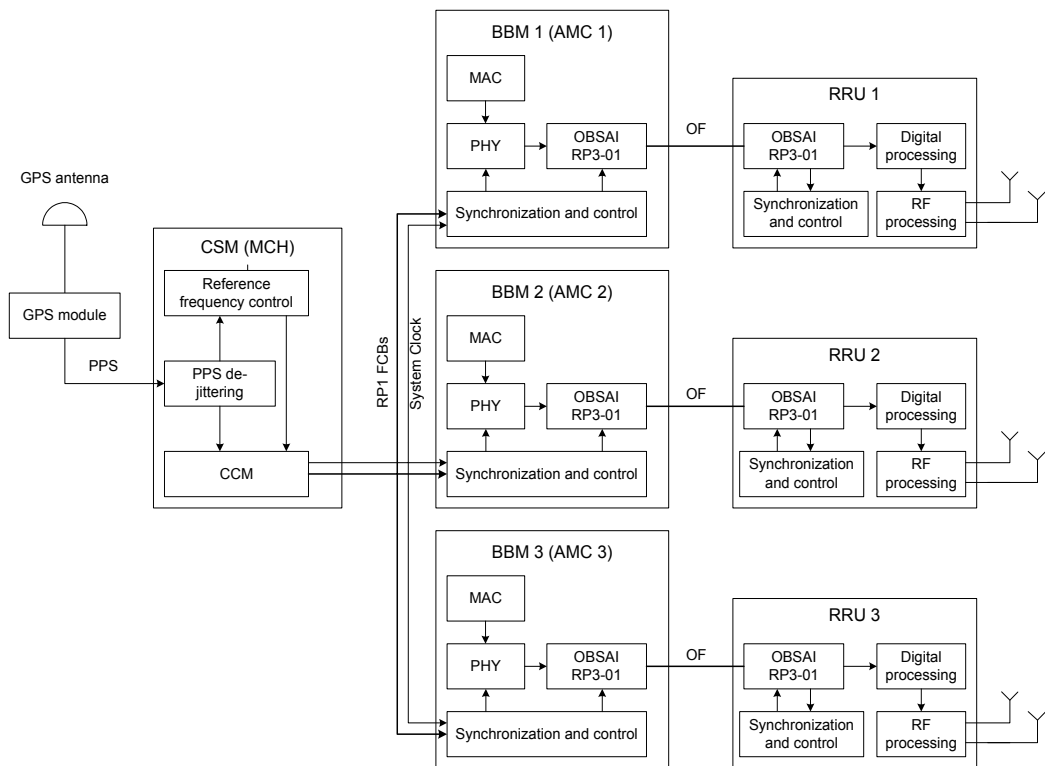 GPS antenna
GPS module
PPS
CSM (MCH)
Reference
frequency control
PPS de-
jittering
CCM
RP1 FCBs
System Clock
BBM 1 (AMC 1)
MAC
PHY
OBSAI
RP3-01
Synchronization and control
OF
RRU 1
OBSAI
RP3-01
Digital
processing
Synchronization
and control
RF
processing
BBM 2 (AMC 2)
MAC
PHY
OBSAI
RP3-01
Synchronization and control
OF
RRU 2
OBSAI
RP3-01
Digital
processing
Synchronization
and control
RF
processing
BBM 3 (AMC 3)
MAC
PHY
OBSAI
RP3-01
Synchronization and control
OF
RRU 3
OBSAI
RP3-01
Digital
processing
Synchronization
and control
RF
processing